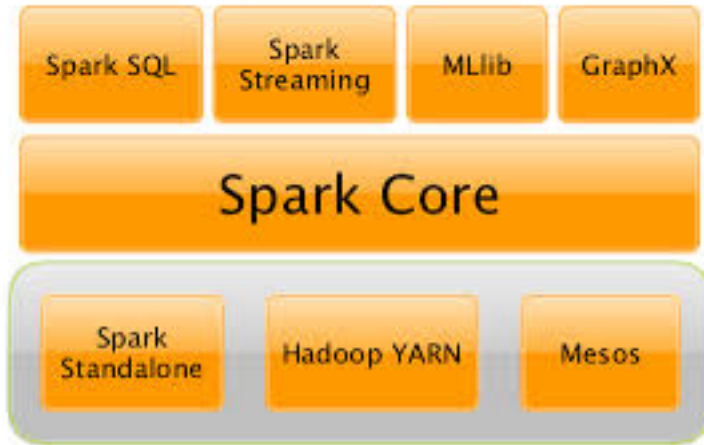 Spark SQL
Spark
Streaming
MLlib
GraphX
Spark Core
Spark
Standalone
Hadoop YARN
Mesos